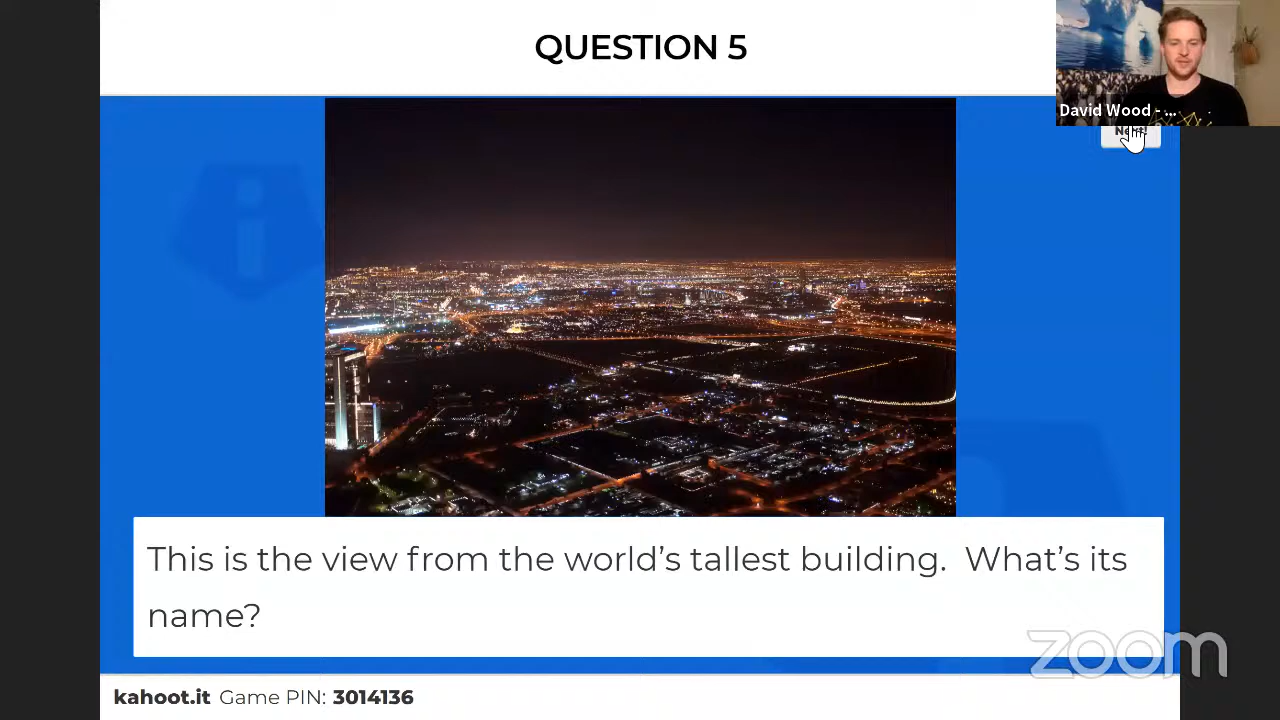 QUESTION 5
David Wood - ...
Next!
This is the view from the world's tallest building.  What's its
name?
zoom
kahoot.it Game PIN: 3014136